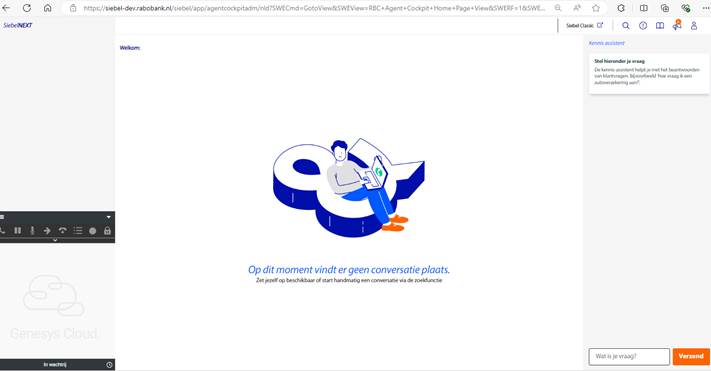 https://siebel-dev.rabobank.nl/siebel/app/agentcockpitadm/nld?SWECmd=GotoView&SWEView=RBC+Agent+Cockpit+Home+Page+View&SWERF=1&SWE...
SiebelNEXT
Siebel Classic
Welkom:
Kennis assistent
Stel hieronder je vraag
De kennis assistent helpt je met het beantwoorden
van klantvragen. Bijvoorbeeld 'hoe vraag ik een
autoverzekering aan?'.
Op dit moment vindt er geen conversatie plaats.
Zet jezelf op beschikbaar of start handmatig een conversatie via de zoekfunctie
Genesys Cloud.
In wachtrij
Wat is je vraag?
Verzend